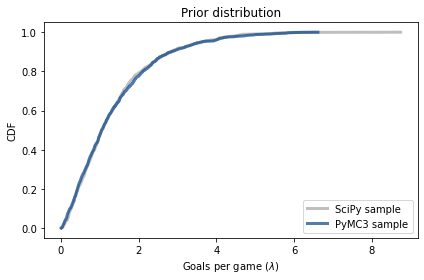 Prior distribution
CDF
1.0
0.8
0.6
0.4
0.2
0.0
0 2 4 6 8
Goals per game (λ)
SciPy sample
PyMC3 sample